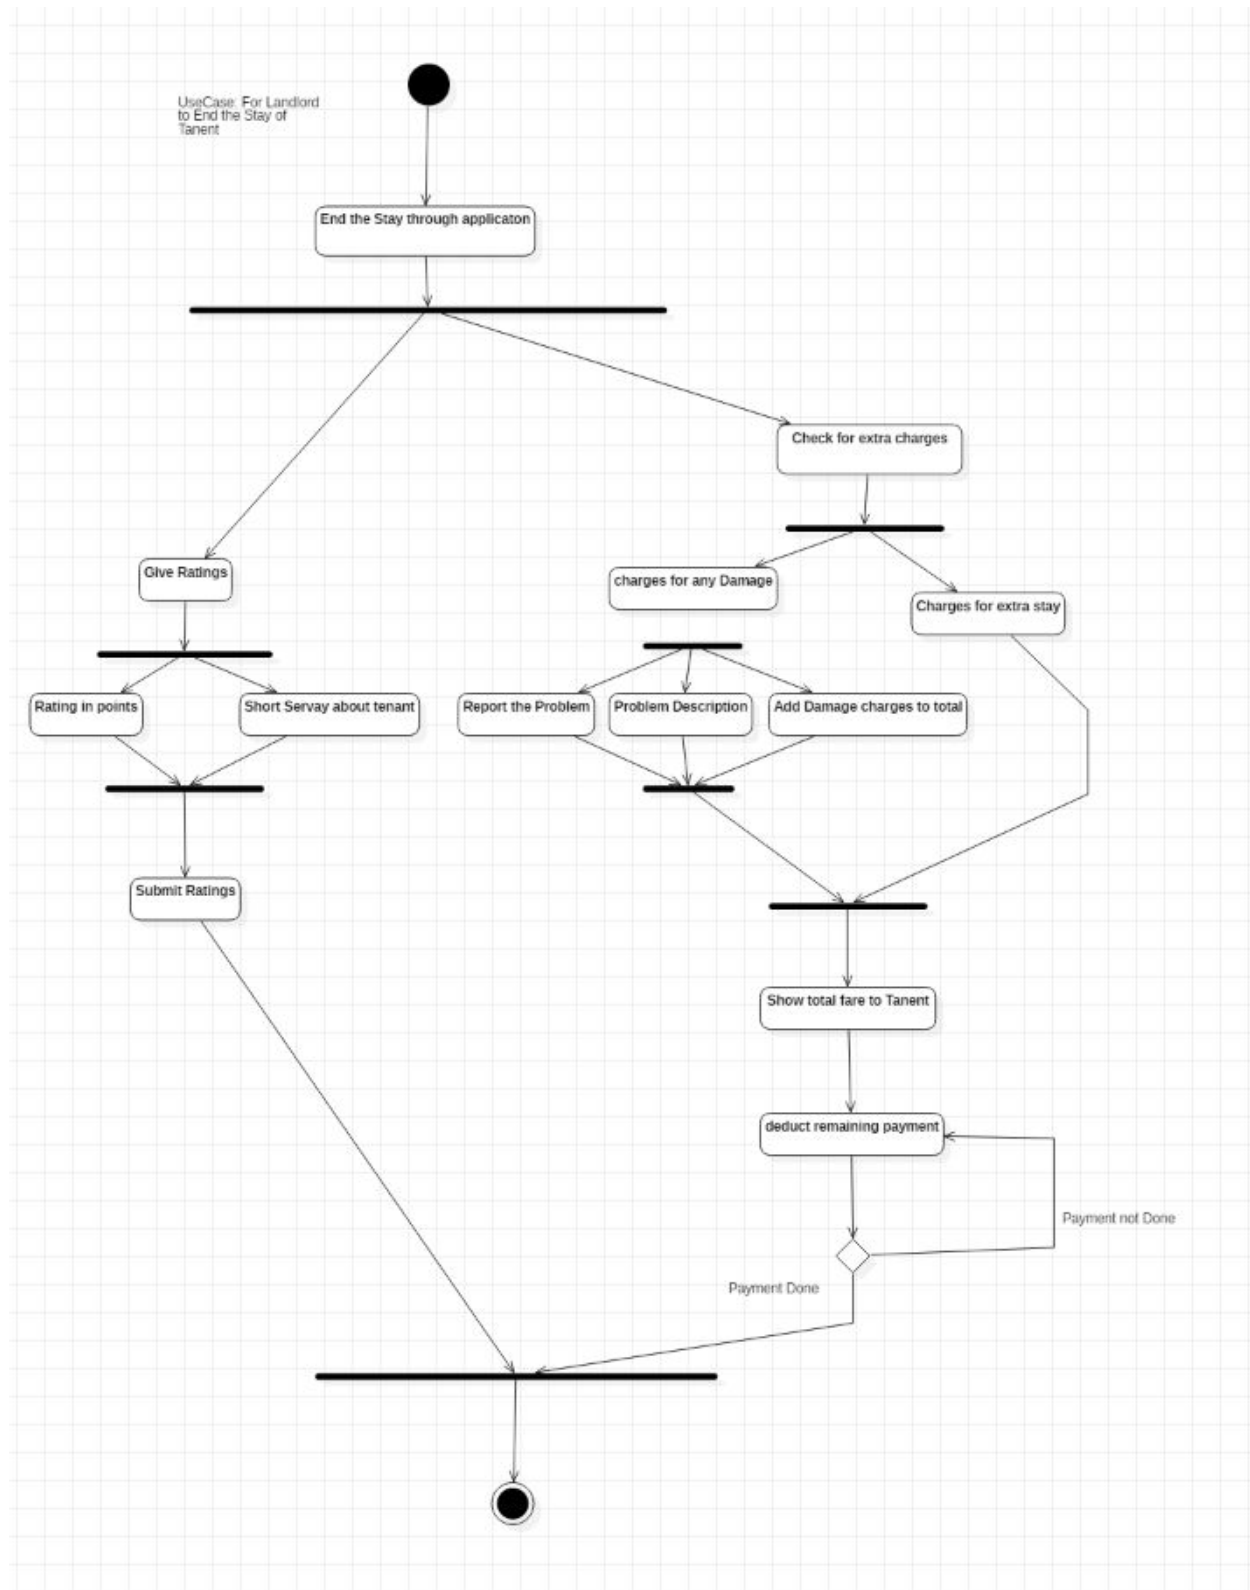 UseCase: For Landlord
to End the Stay of
Tanent
End the Stay through applicaton
Check for extra charges
Give Ratings
charges for any Damage
Charges for extra stay
Rating in points
Short Servay about tenant
Report the Problem
Problem Description
Add Damage charges to total
Submit Ratings
Show total fare to Tanent
deduct remaining payment
Payment not Done
Payment Done